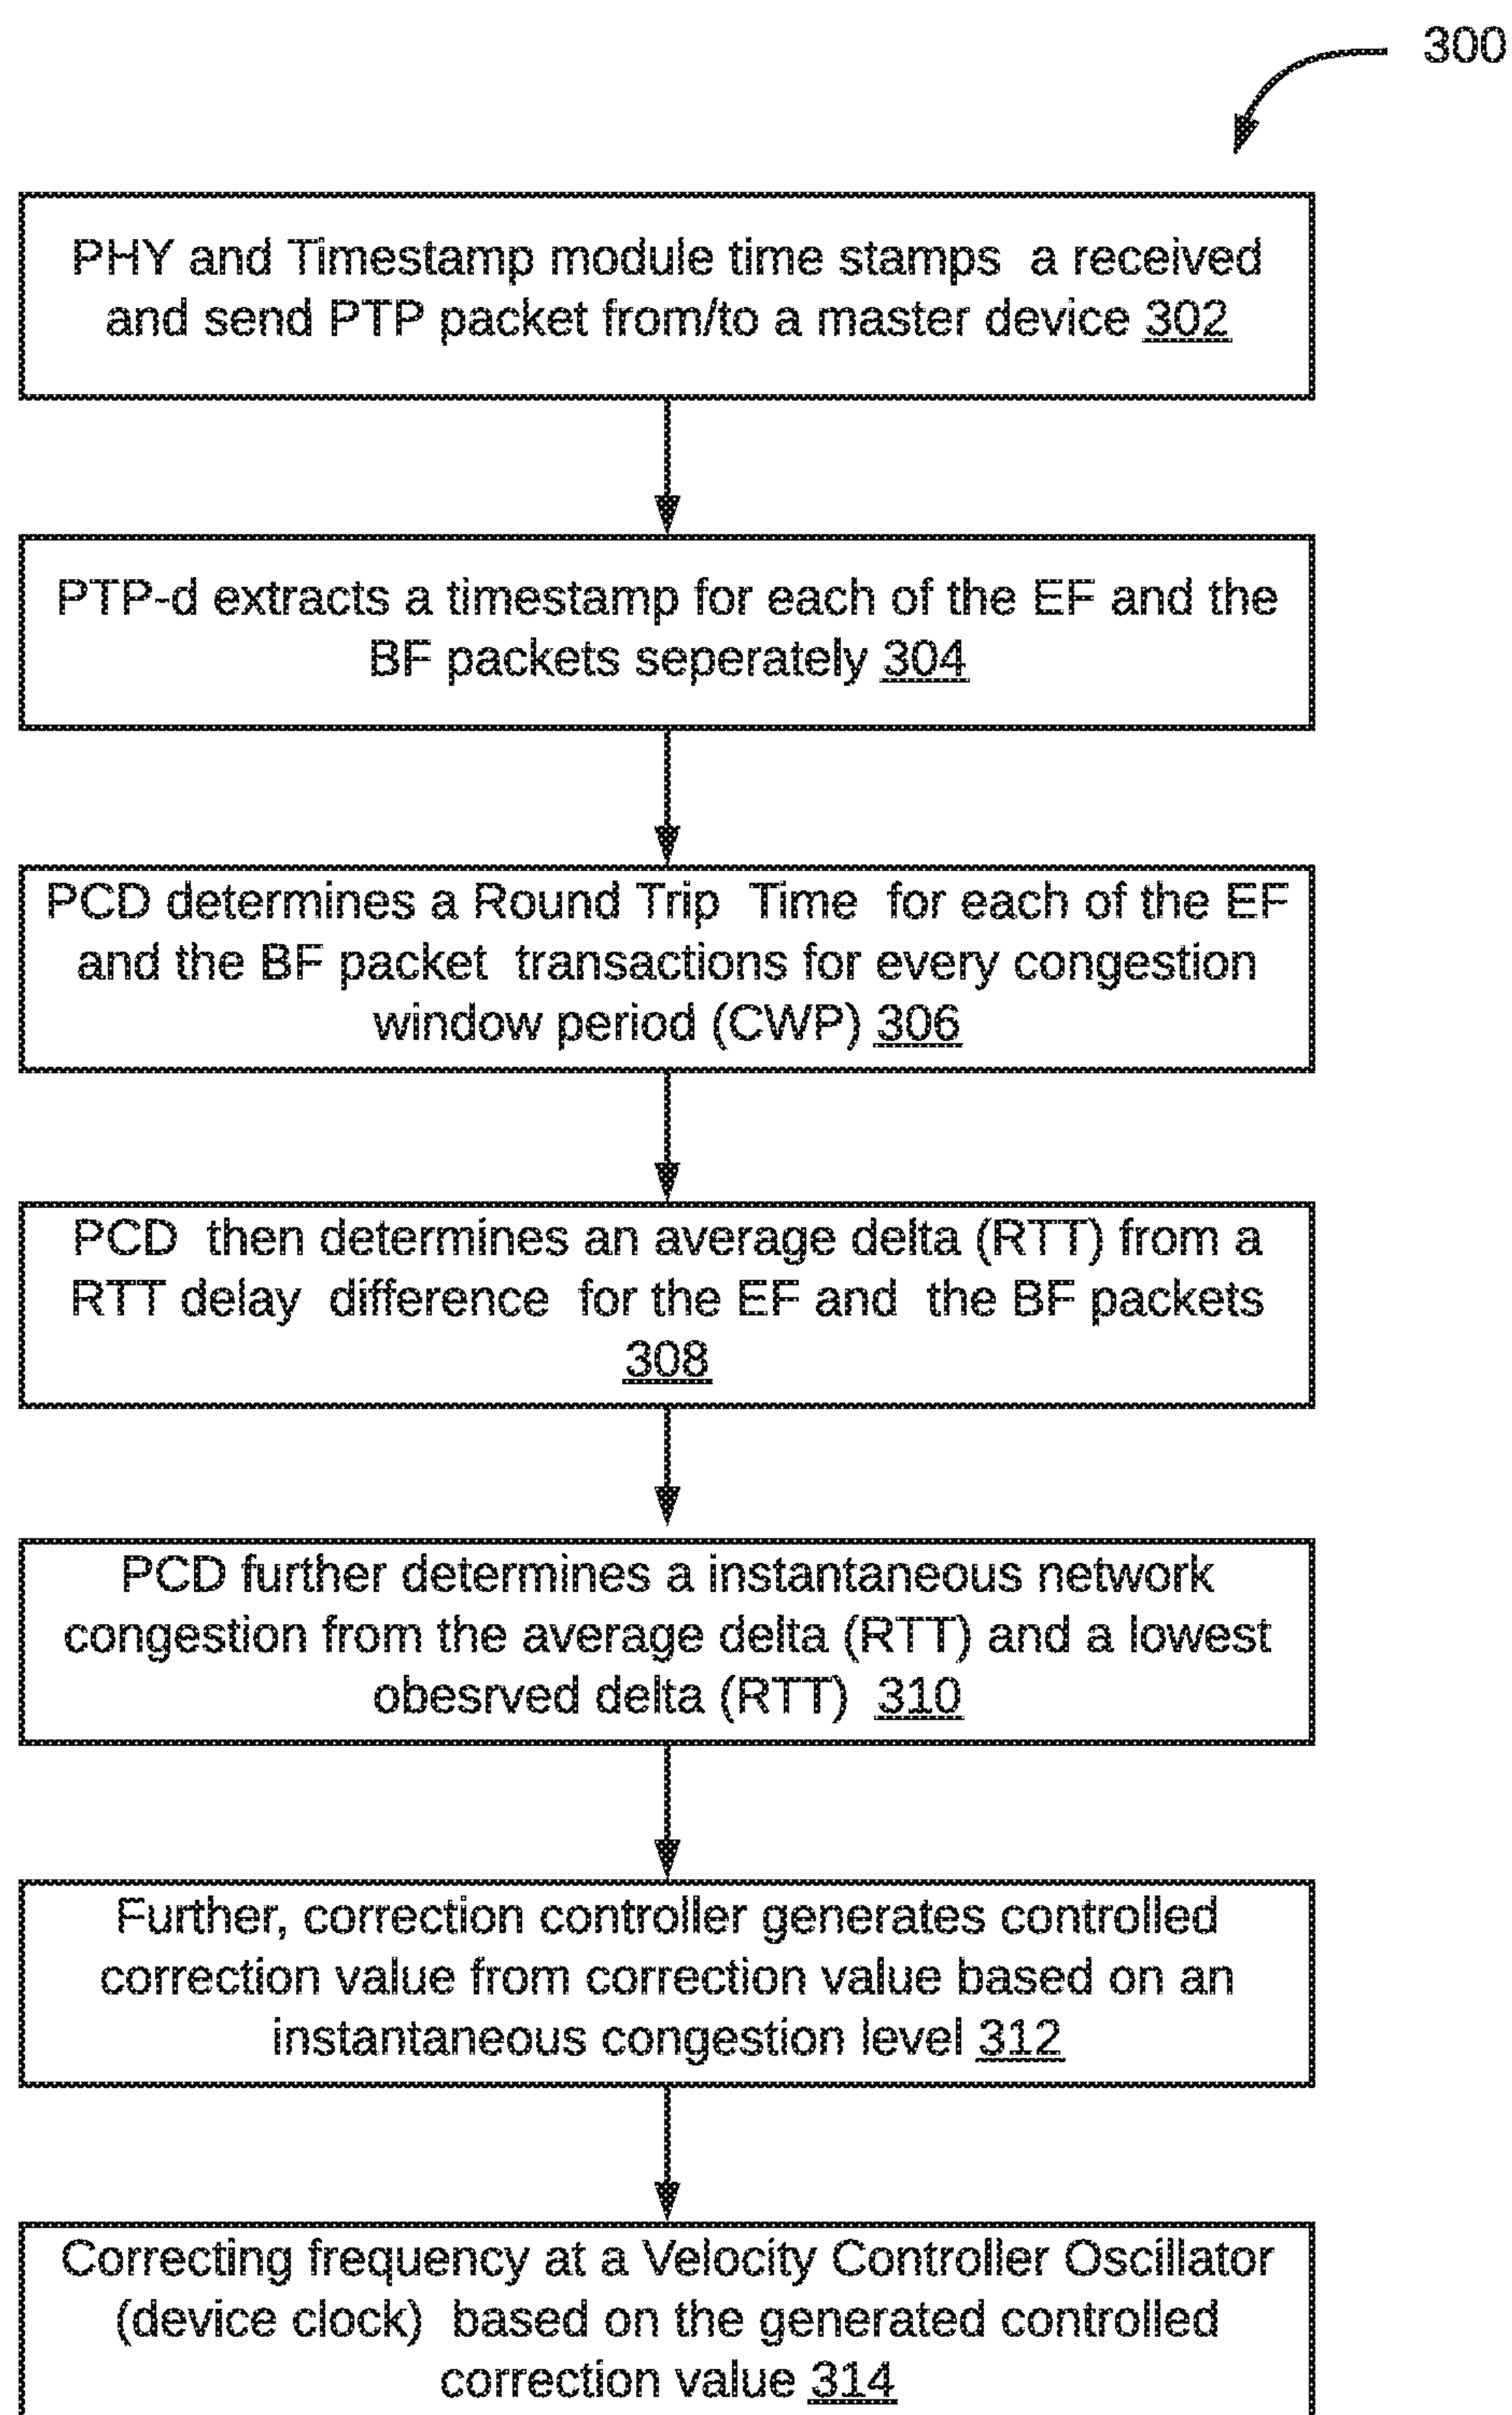 300
PHY and Timestamp module time stamps a received
and send PTP packet from/to a master device 302
PTP-d extracts a timestamp for each of the EF and the
BF packets seperately 304
PCD determines a Round Trip Time for each of the EF
and the BF packet transactions for every congestion
window period (CWP) 306
PCD then determines an average delta (RTT) from a
RTT delay difference for the EF and the BF packets
308
PCD further determines a instantaneous network
congestion from the average delta (RTT) and a lowest
obesrved delta (RTT) 310
Further, correction controller generates controlled
correction value from correction value based on an
instantaneous congestion level 312
Correcting frequency at a Velocity Controller Oscillator
(device clock) based on the generated controlled
correction value 314